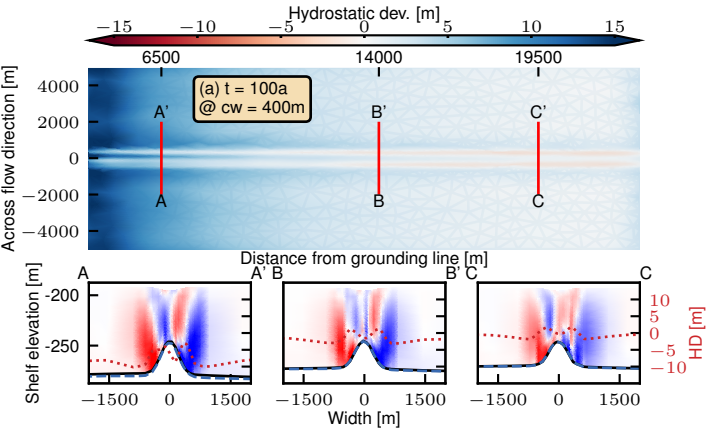 Hydrostatic dev. [m]
−15 −10 −5 0 5 10 15
6500 14000 19500
(a) t = 100a
@ cw = 400m
Across flow direction [m]
4000
2000
0
−2000
−4000
A' B' C'
A B C
Distance from grounding line [m]
A A' B B' C C
Shelf elevation [m]
-200
-250
10
5
0
−5
−10
HD [m]
−1500 0 1500 −1500 0 1500 −1500 0 1500
Width [m]